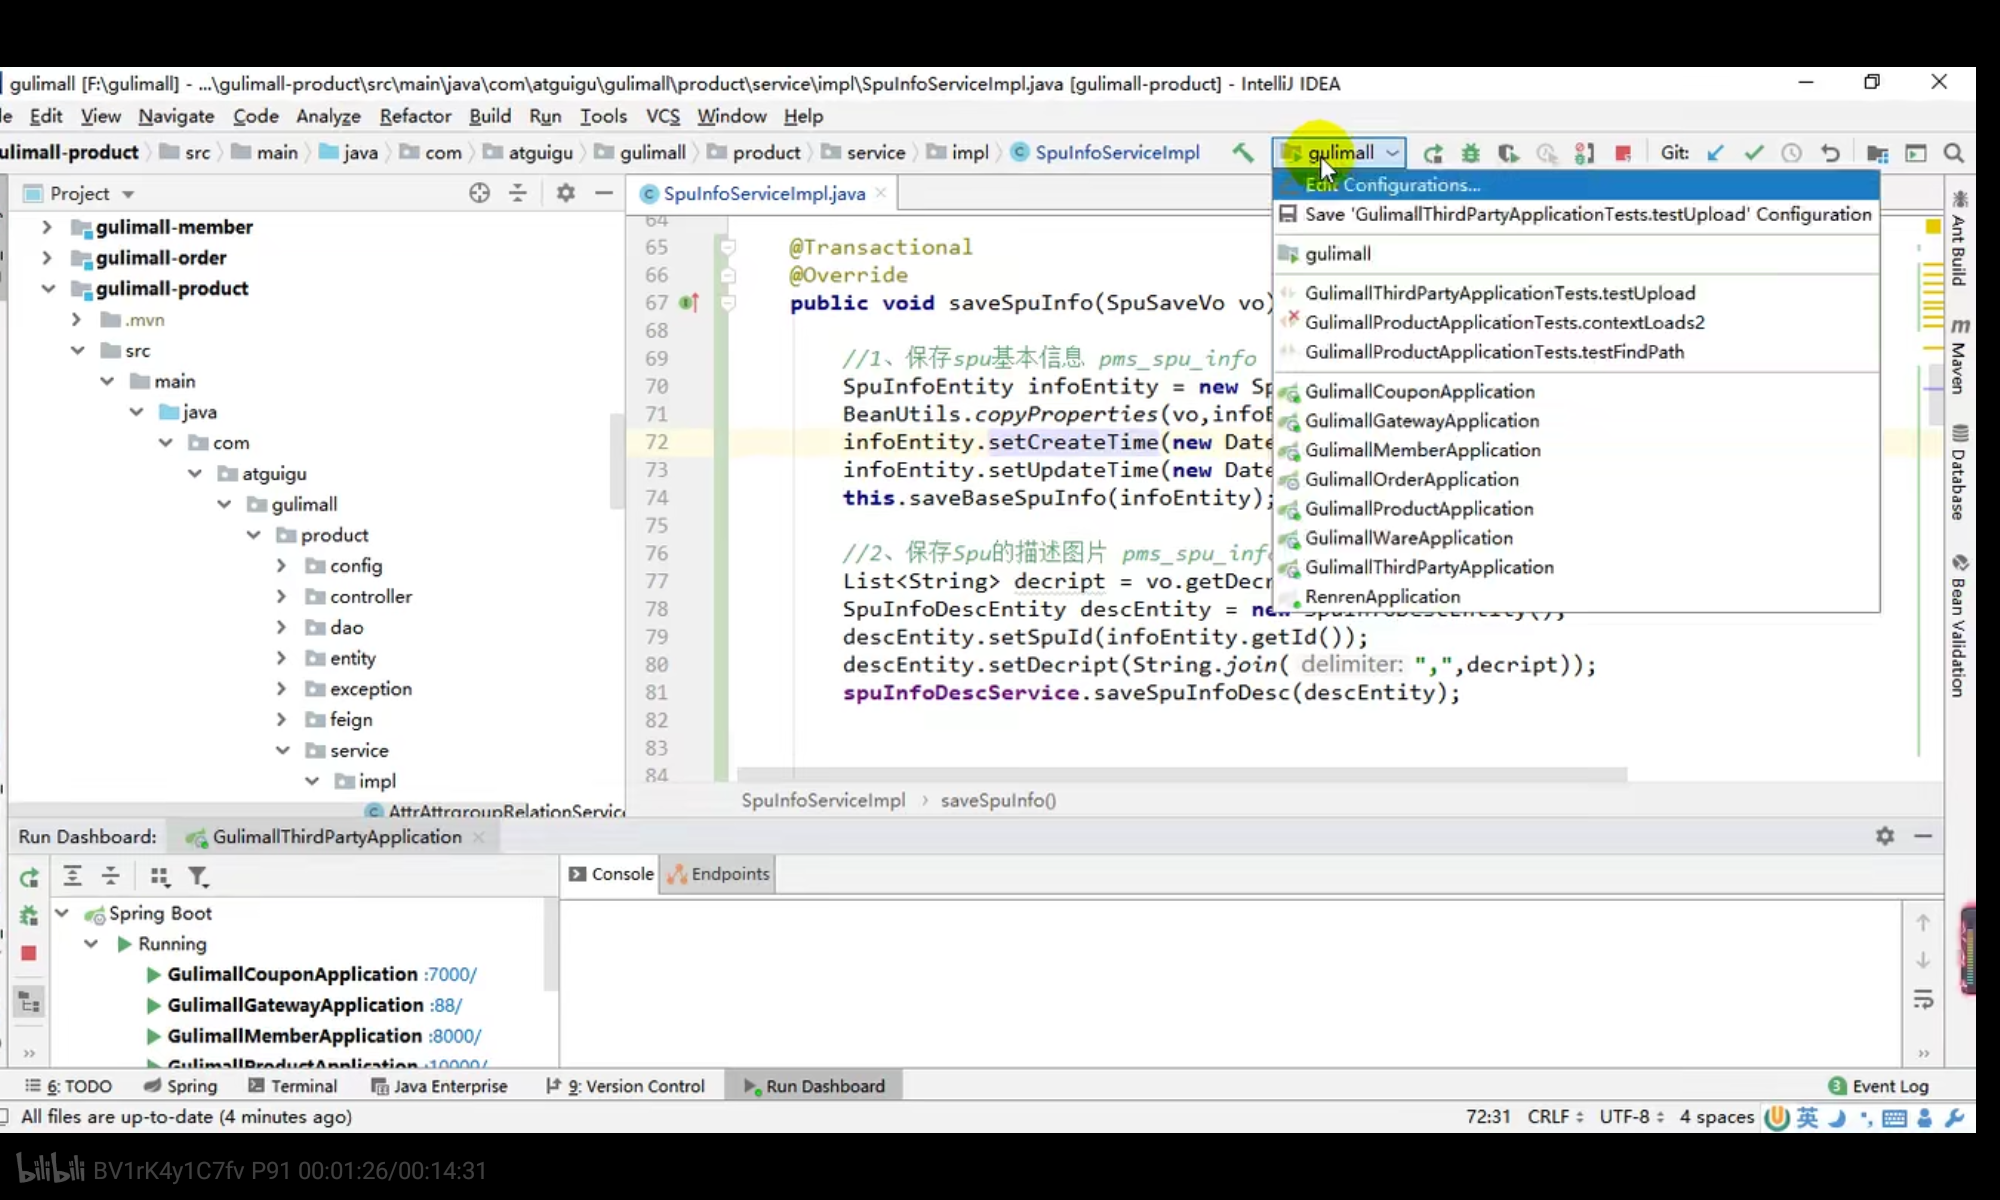 gulimall [F:\gulimall] - ...\gulimall-product\src\main\java\com\atguigu\gulimall\product\service\impl\SpuInfoServiceImpl.java [gulimall-product] - IntelliJ IDEA
le Edit View Navigate Code Analyze Refactor Build Run Tools VCS Window Help
ulimall-product src main java com atguigu gulimall product service impl SpuInfoServiceImpl gulimall Git:
Project
SpuInfoServiceImpl.java
Edit Configurations...
Save 'GulimallThirdPartyApplicationTests.testUpload' Configuration
gulimall
GulimallThirdPartyApplicationTests.testUpload
GulimallProductApplicationTests.contextLoads2
GulimallProductApplicationTests.testFindPath
GulimallCouponApplication
GulimallGatewayApplication
GulimallMemberApplication
GulimallOrderApplication
GulimallProductApplication
GulimallWareApplication
GulimallThirdPartyApplication
RenrenApplication
gulimall-member
gulimall-order
gulimall-product
.mvn
src
main
java
com
atguigu
gulimall
product
config
controller
dao
entity
exception
feign
service
impl
AttrAttrgroupRelationServic
64
65 @Transactional
66 @Override
67 public void saveSpuInfo(SpuSaveVo vo)
68
69 //1、保存spu基本信息 pms_spu_info
70 SpuInfoEntity infoEntity = new Sp
71 BeanUtils.copyProperties(vo,infoE
72 infoEntity.setCreateTime(new Date
73 infoEntity.setUpdateTime(new Date
74 this.saveBaseSpuInfo(infoEntity);
75
76 //2、保存Spu的描述图片 pms_spu_info
77 List<String> decript = vo.getDecr
78 SpuInfoDescEntity descEntity = new SpuInfoDescEntity();
79 descEntity.setSpuId(infoEntity.getId());
80 descEntity.setDecript(String.join( delimiter: ",",decript));
81 spuInfoDescService.saveSpuInfoDesc(descEntity);
82
83
84
SpuInfoServiceImpl › saveSpuInfo()
Ant Build
Maven
Database
Bean Validation
Run Dashboard: GulimallThirdPartyApplication
Console Endpoints
Spring Boot
Running
GulimallCouponApplication :7000/
GulimallGatewayApplication :88/
GulimallMemberApplication :8000/
GulimallProductApplication :10000/
6: TODO Spring Terminal Java Enterprise 9: Version Control Run Dashboard 3 Event Log
All files are up-to-date (4 minutes ago) 72:31 CRLF UTF-8 4 spaces 英
bilibili BV1rK4y1C7fv P91 00:01:26/00:14:31